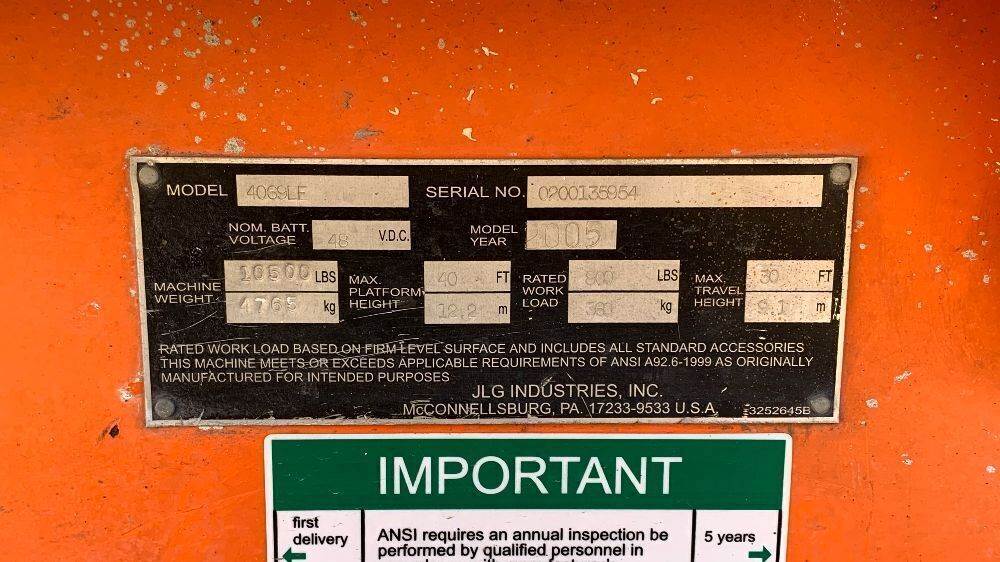 MODEL 4069LE SERIAL NO. 0200135954
NOM. BATT. VOLTAGE 48 V.D.C. MODEL YEAR 2005
MACHINE WEIGHT 10500 LBS 4765 kg MAX. PLATFORM HEIGHT 40 FT 12.2 m RATED WORK LOAD 800 LBS 360 kg MAX. TRAVEL HEIGHT 30 FT 9.1 m
RATED WORK LOAD BASED ON FIRM LEVEL SURFACE AND INCLUDES ALL STANDARD ACCESSORIES
THIS MACHINE MEETS OR EXCEEDS APPLICABLE REQUIREMENTS OF ANSI A92.6-1999 AS ORIGINALLY
MANUFACTURED FOR INTENDED PURPOSES
JLG INDUSTRIES, INC.
McCONNELLSBURG, PA. 17233-9533 U.S.A. 3252645B
IMPORTANT
first
delivery
ANSI requires an annual inspection be
performed by qualified personnel in
5 years